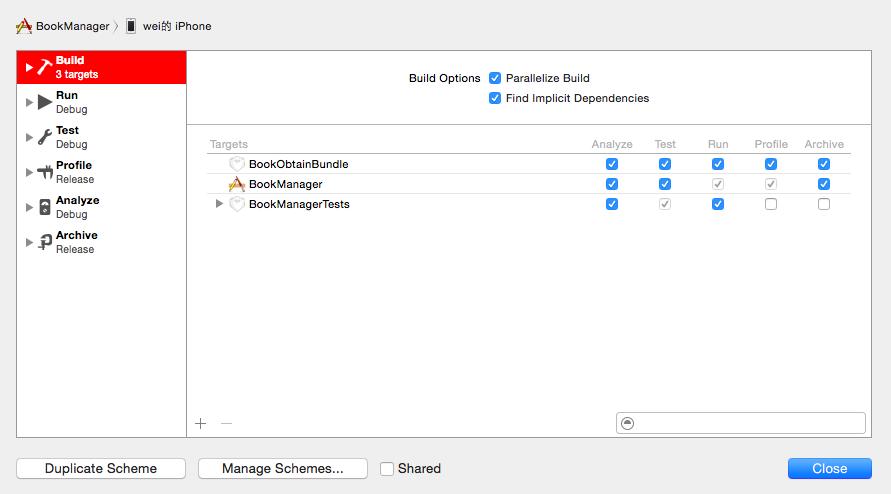 BookManager wei的 iPhone
Build
3 targets
Run
Debug
Test
Debug
Profile
Release
Analyze
Debug
Archive
Release
Build Options Parallelize Build
Find Implicit Dependencies
Targets Analyze Test Run Profile Archive
BookObtainBundle
BookManager
BookManagerTests
Duplicate Scheme Manage Schemes... Shared Close